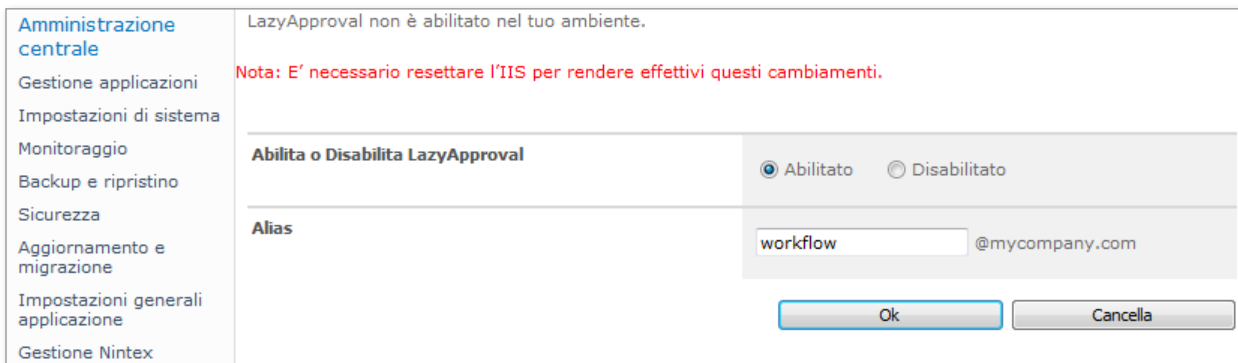 Amministrazione
centrale
Gestione applicazioni
Impostazioni di sistema
Monitoraggio
Backup e ripristino
Sicurezza
Aggiornamento e
migrazione
Impostazioni generali
applicazione
Gestione Nintex
LazyApproval non è abilitato nel tuo ambiente.
Nota: E’ necessario resettare l’IIS per rendere effettivi questi cambiamenti.
Abilita o Disabilita LazyApproval
Abilitato Disabilitato
Alias
workflow @mycompany.com
Ok Cancella